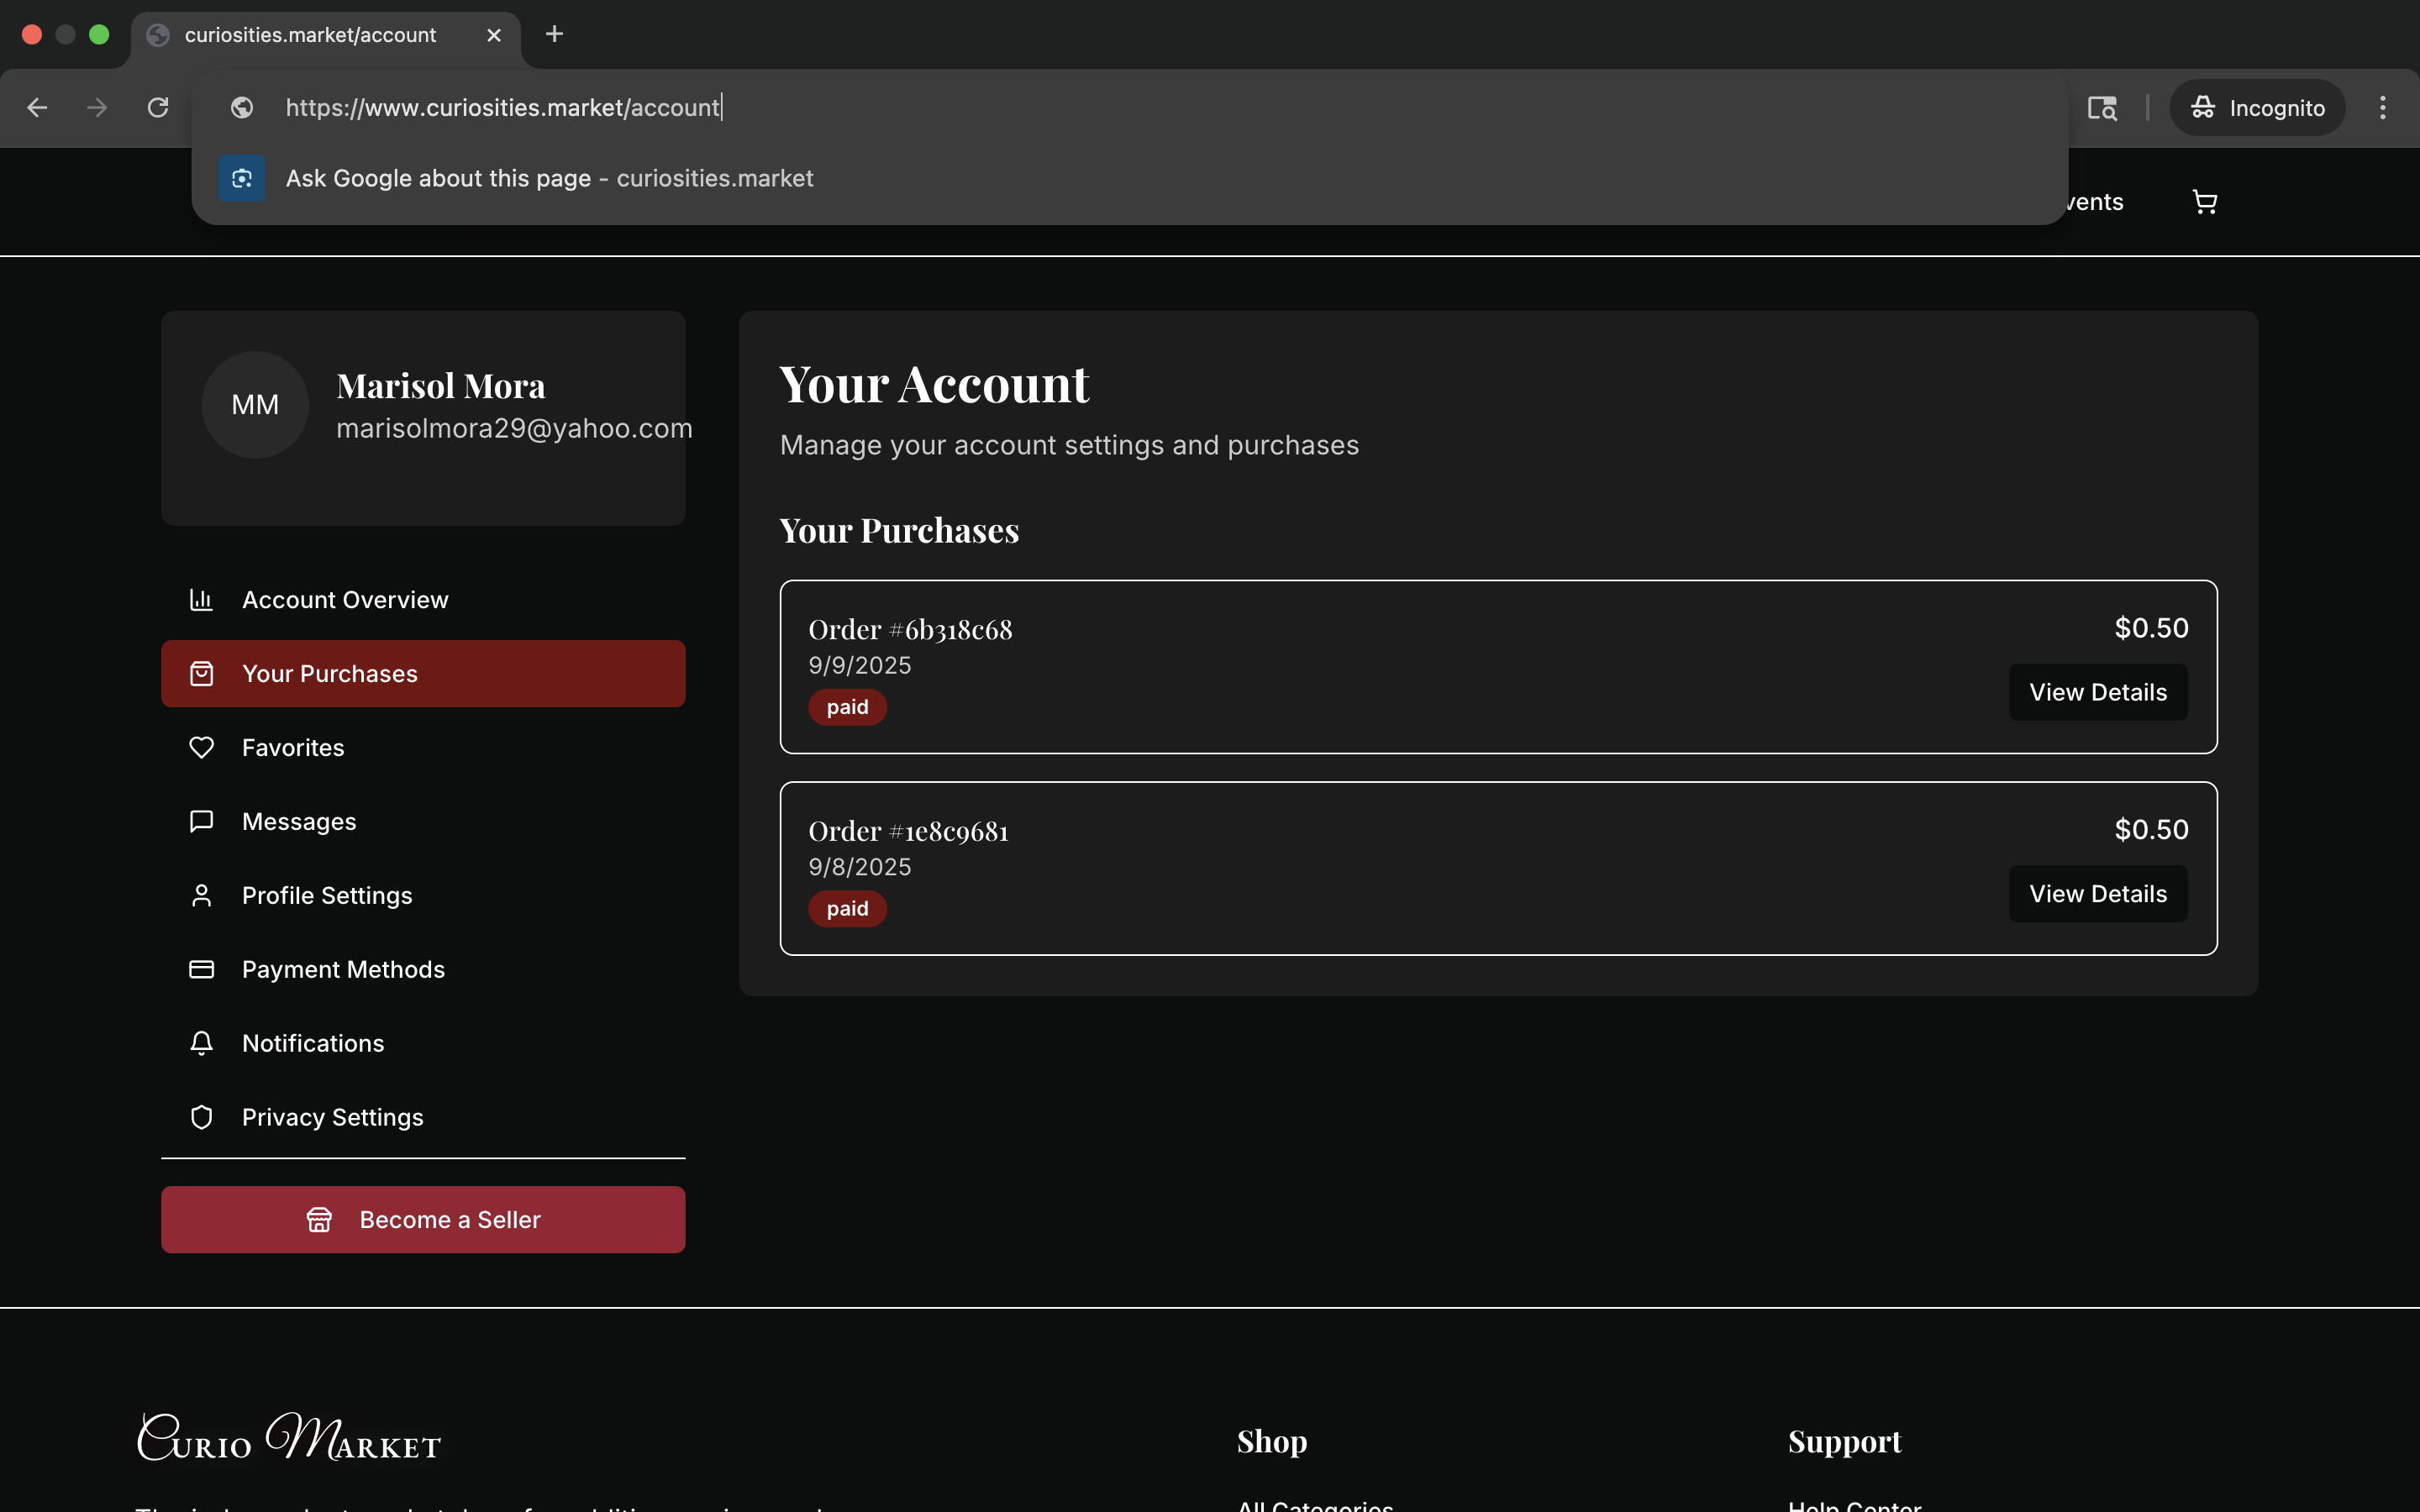 curiosities.market/account
https://www.curiosities.market/account
Incognito
Ask Google about this page - curiosities.market
MM
Marisol Mora
marisolmora29@yahoo.com
Account Overview
Your Purchases
Favorites
Messages
Profile Settings
Payment Methods
Notifications
Privacy Settings
Become a Seller
Your Account
Manage your account settings and purchases
Your Purchases
Order #6b318c68
$0.50
9/9/2025
paid
View Details
Order #1e8c9681
$0.50
9/8/2025
paid
View Details
Curio Market
Shop
Support
All Categories
Help Center